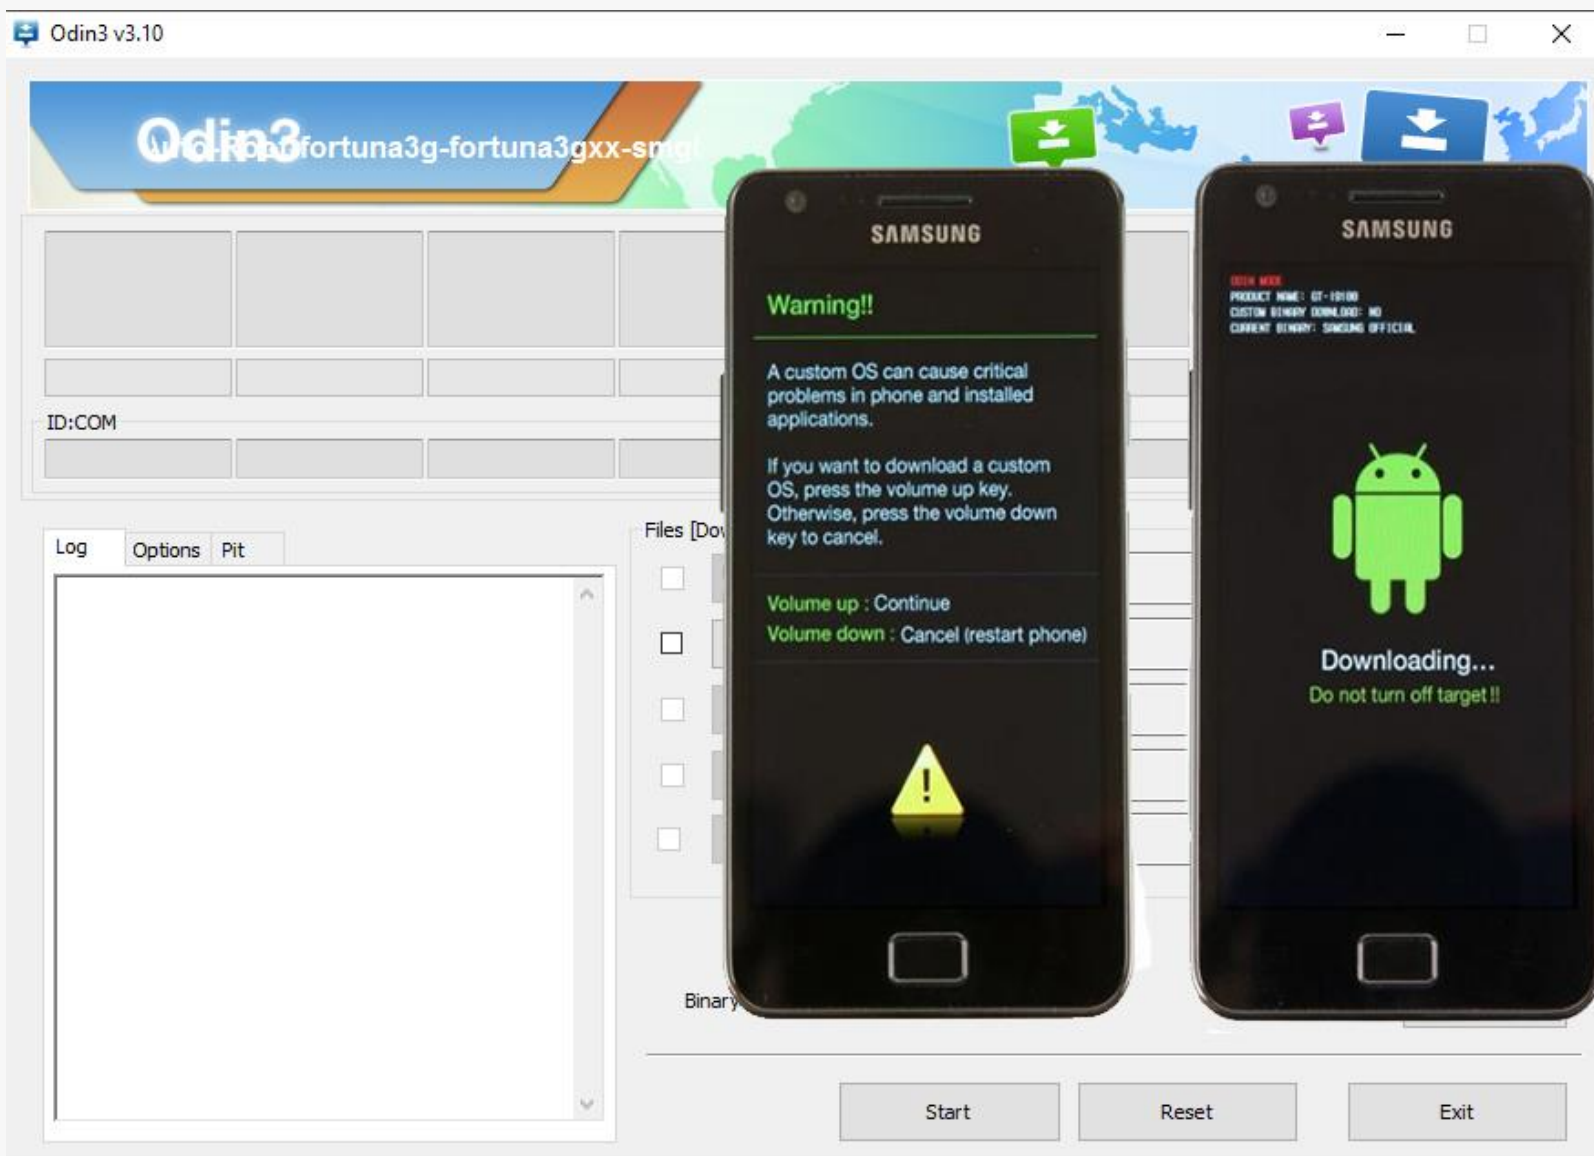 Odin3 v3.10
Odin3
fortuna3g-fortuna3gxx-smg
SAMSUNG
Warning!!
A custom OS can cause critical
problems in phone and installed
applications.
If you want to download a custom
OS, press the volume up key.
Otherwise, press the volume down
key to cancel.
Volume up : Continue
Volume down : Cancel (restart phone)
SAMSUNG
ODIN MODE
PRODUCT NAME: GT-I9100
CUSTOM BINARY DOWNLOAD: NO
CURRENT BINARY: SAMSUNG OFFICIAL
Downloading...
Do not turn off target !!
ID:COM
Log
Options
Pit
Files
Binary
Start
Reset
Exit